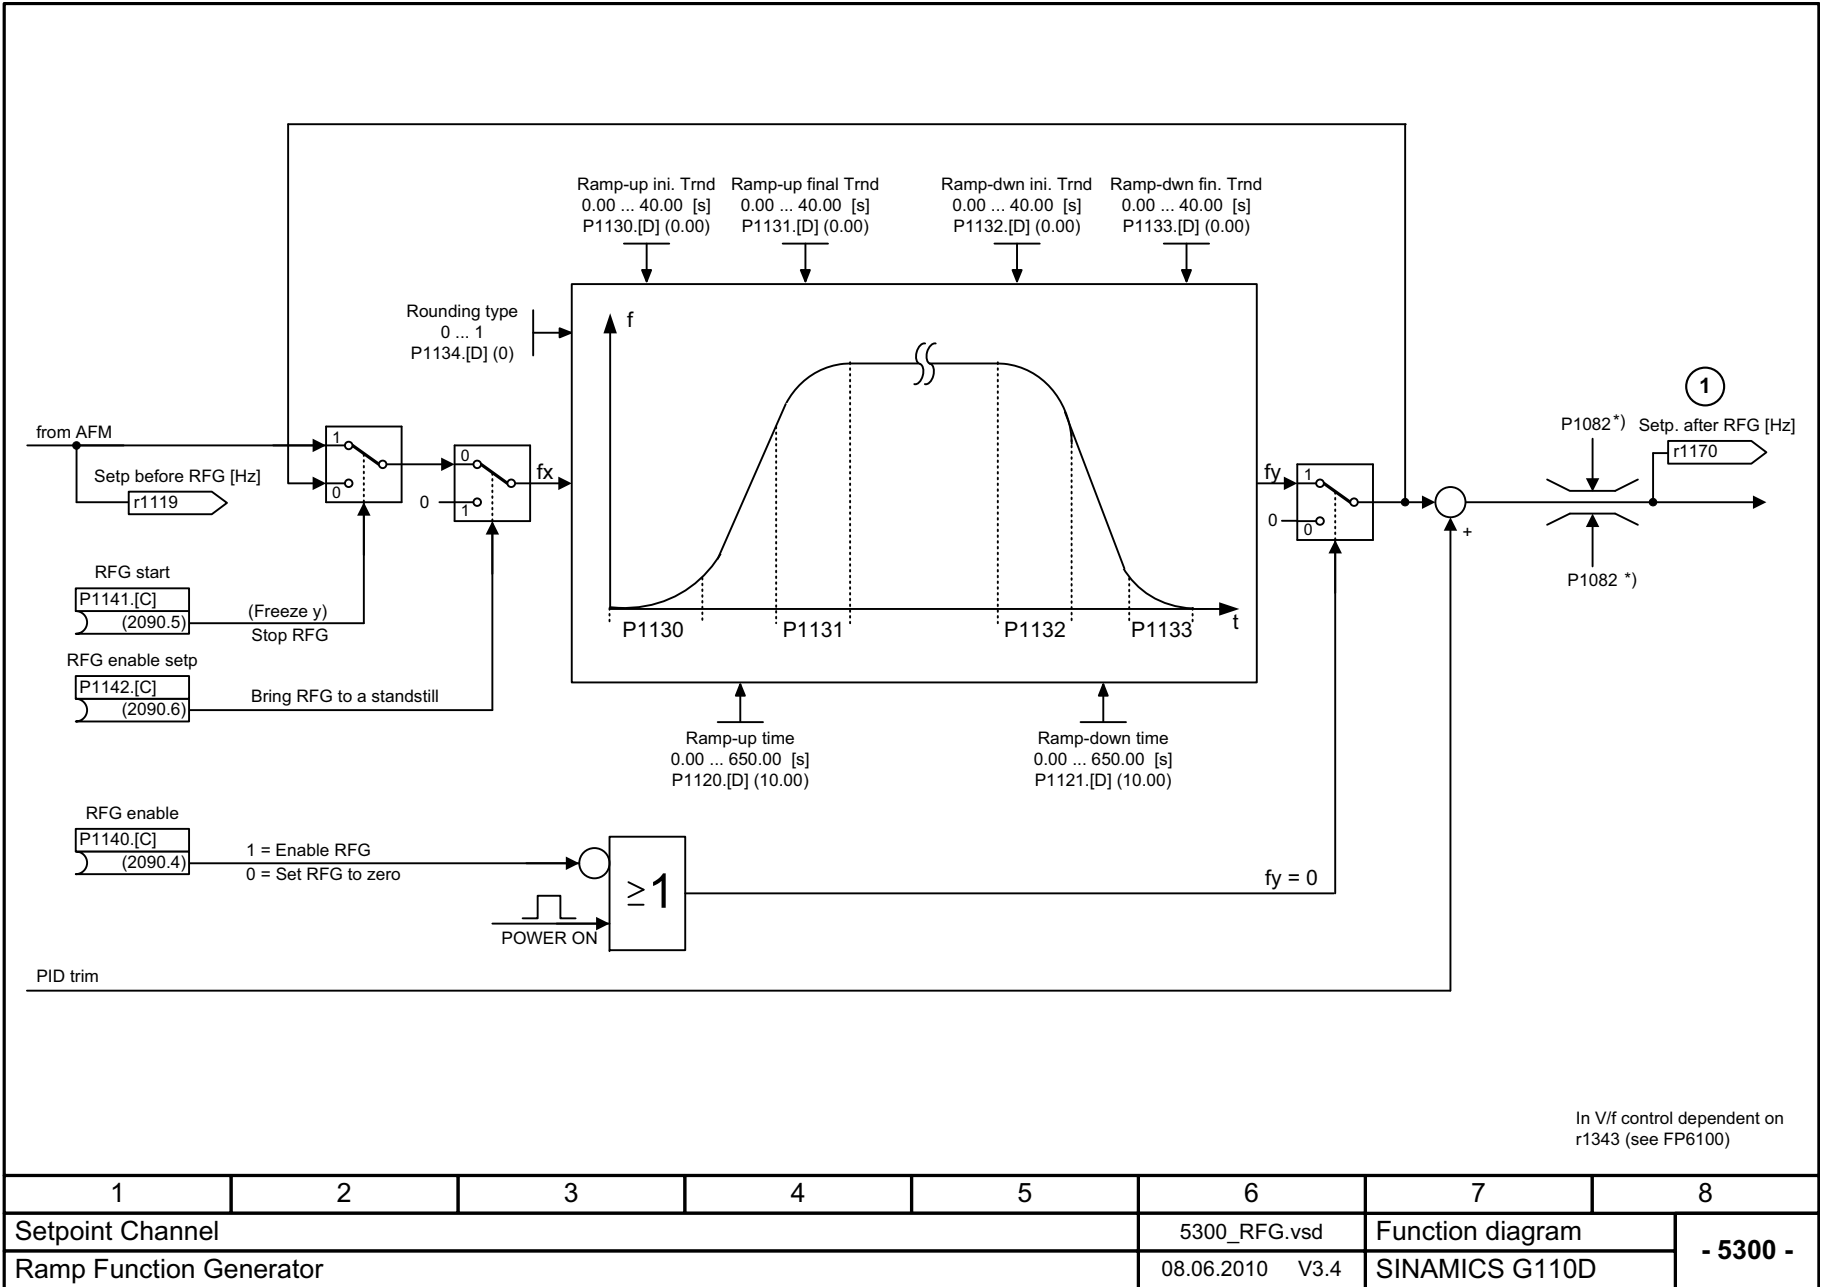 Ramp-up ini. Trnd
0.00 ... 40.00 [s]
P1130.[D] (0.00)
Ramp-up final Trnd
0.00 ... 40.00 [s]
P1131.[D] (0.00)
Ramp-dwn ini. Trnd
0.00 ... 40.00 [s]
P1132.[D] (0.00)
Ramp-dwn fin. Trnd
0.00 ... 40.00 [s]
P1133.[D] (0.00)
Rounding type
0 ... 1
P1134.[D] (0)
f
t
P1130
P1131
P1132
P1133
from AFM
Setp before RFG [Hz]
r1119
1
0
0
0
1
fx
fy
1
0
0
P1082 *)
P1082 *)
1
Setp. after RFG [Hz]
r1170
+
RFG start
P1141.[C]
(2090.5)
(Freeze y)
Stop RFG
RFG enable setp
P1142.[C]
(2090.6)
Bring RFG to a standstill
Ramp-up time
0.00 ... 650.00 [s]
P1120.[D] (10.00)
Ramp-down time
0.00 ... 650.00 [s]
P1121.[D] (10.00)
RFG enable
P1140.[C]
(2090.4)
1 = Enable RFG
0 = Set RFG to zero
≥1
POWER ON
fy = 0
PID trim
In V/f control dependent on
r1343 (see FP6100)
1 2 3 4 5 6 7 8
Setpoint Channel
5300_RFG.vsd
Function diagram
- 5300 -
Ramp Function Generator
08.06.2010 V3.4
SINAMICS G110D